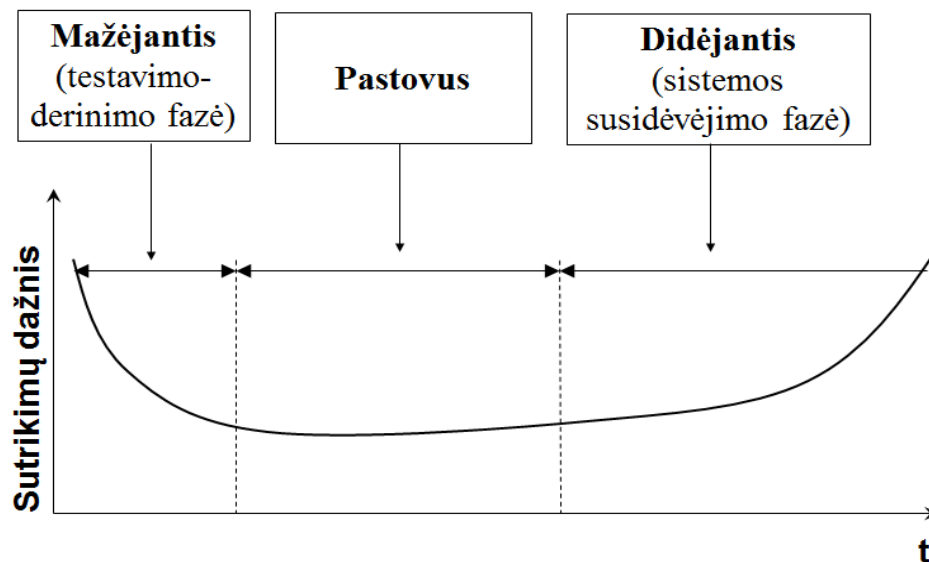 Mažėjantis
(testavimo-
derinimo fazė)
Pastovus
Didėjantis
(sistemos
susidėvėjimo fazė)
Sutrikimų dažnis
t